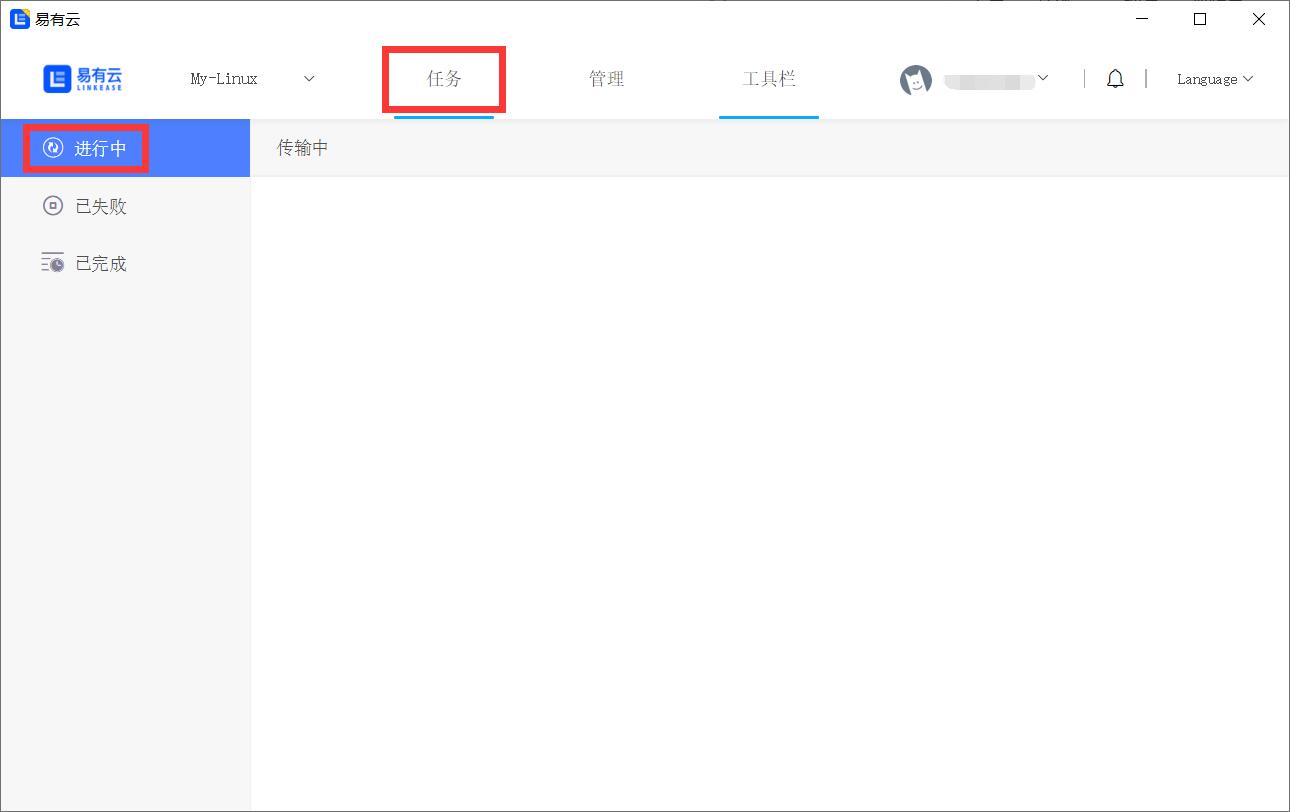 易有云
易有云
LINKEASE
My-Linux
任务
管理
工具栏
Language
进行中
传输中
已失败
已完成